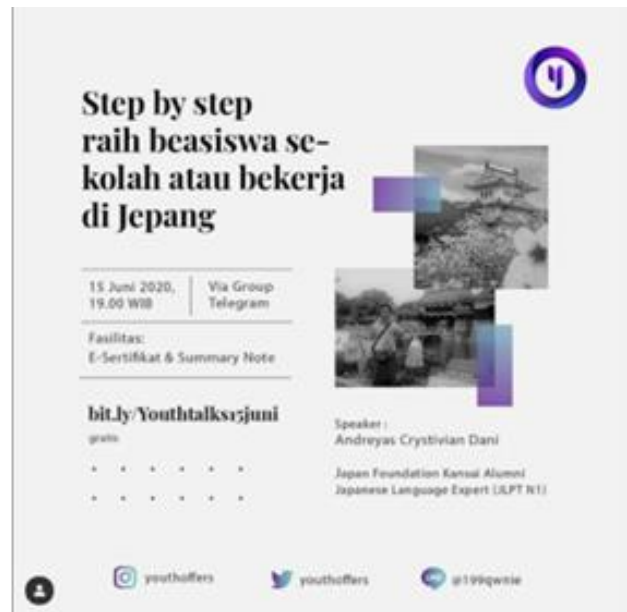 Step by step
raih beasiswa se-
kolah atau bekerja
di Jepang
15 Juni 2020,
19.00 WIB
Via Group
Telegram
Fasilitas:
E-Sertifikat & Summary Note
bit.ly/Youthtalks15juni
gratis
Speaker :
Andreyas Crystivian Dani
Japan Foundation Kansai Alumni
Japanese Language Expert (JLPT N1)
youthoffers
youthoffers
@199qwnie